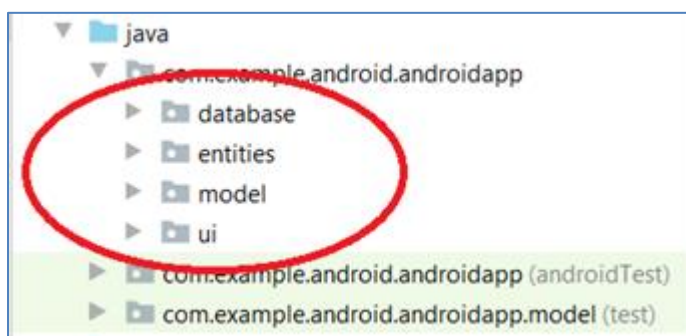 java
com.example.android.androidapp
database
entities
model
ui
com.example.android.androidapp (androidTest)
com.example.android.androidapp.model (test)